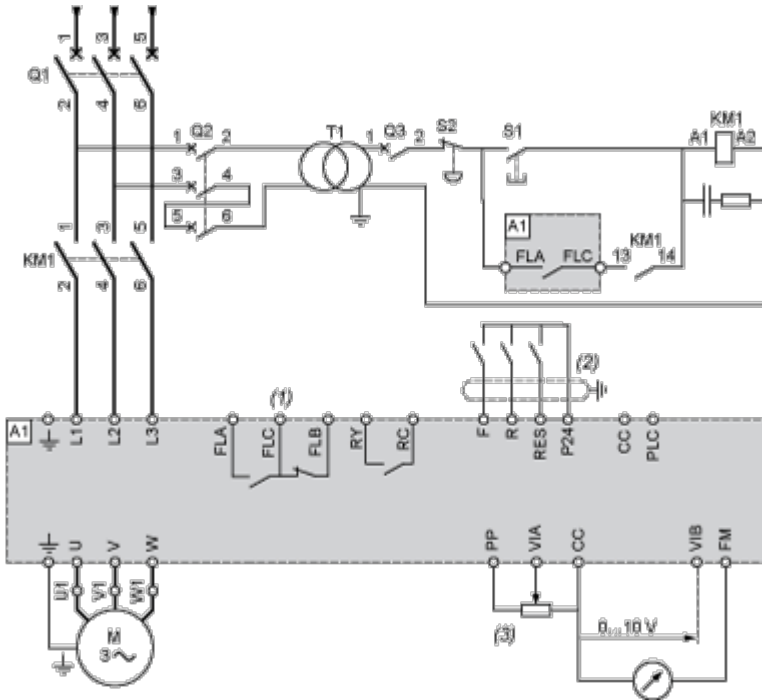 1 3 5
Q1
2 4 6
1 Q2 2
T1
1 Q3 2
S2
S1
KM1
A1 A2
3 4
5 6
A1
FLA FLC
KM1
13 14
1 3 5
KM1
2 4 6
(1)
(2)
A1
L1 L2 L3
FLA FLC FLB RY RC
F R RES P24 CC PLC
U V W
PP VIA CC VIB FM
U1 V1 W1
M
3
(3)
0...10 V